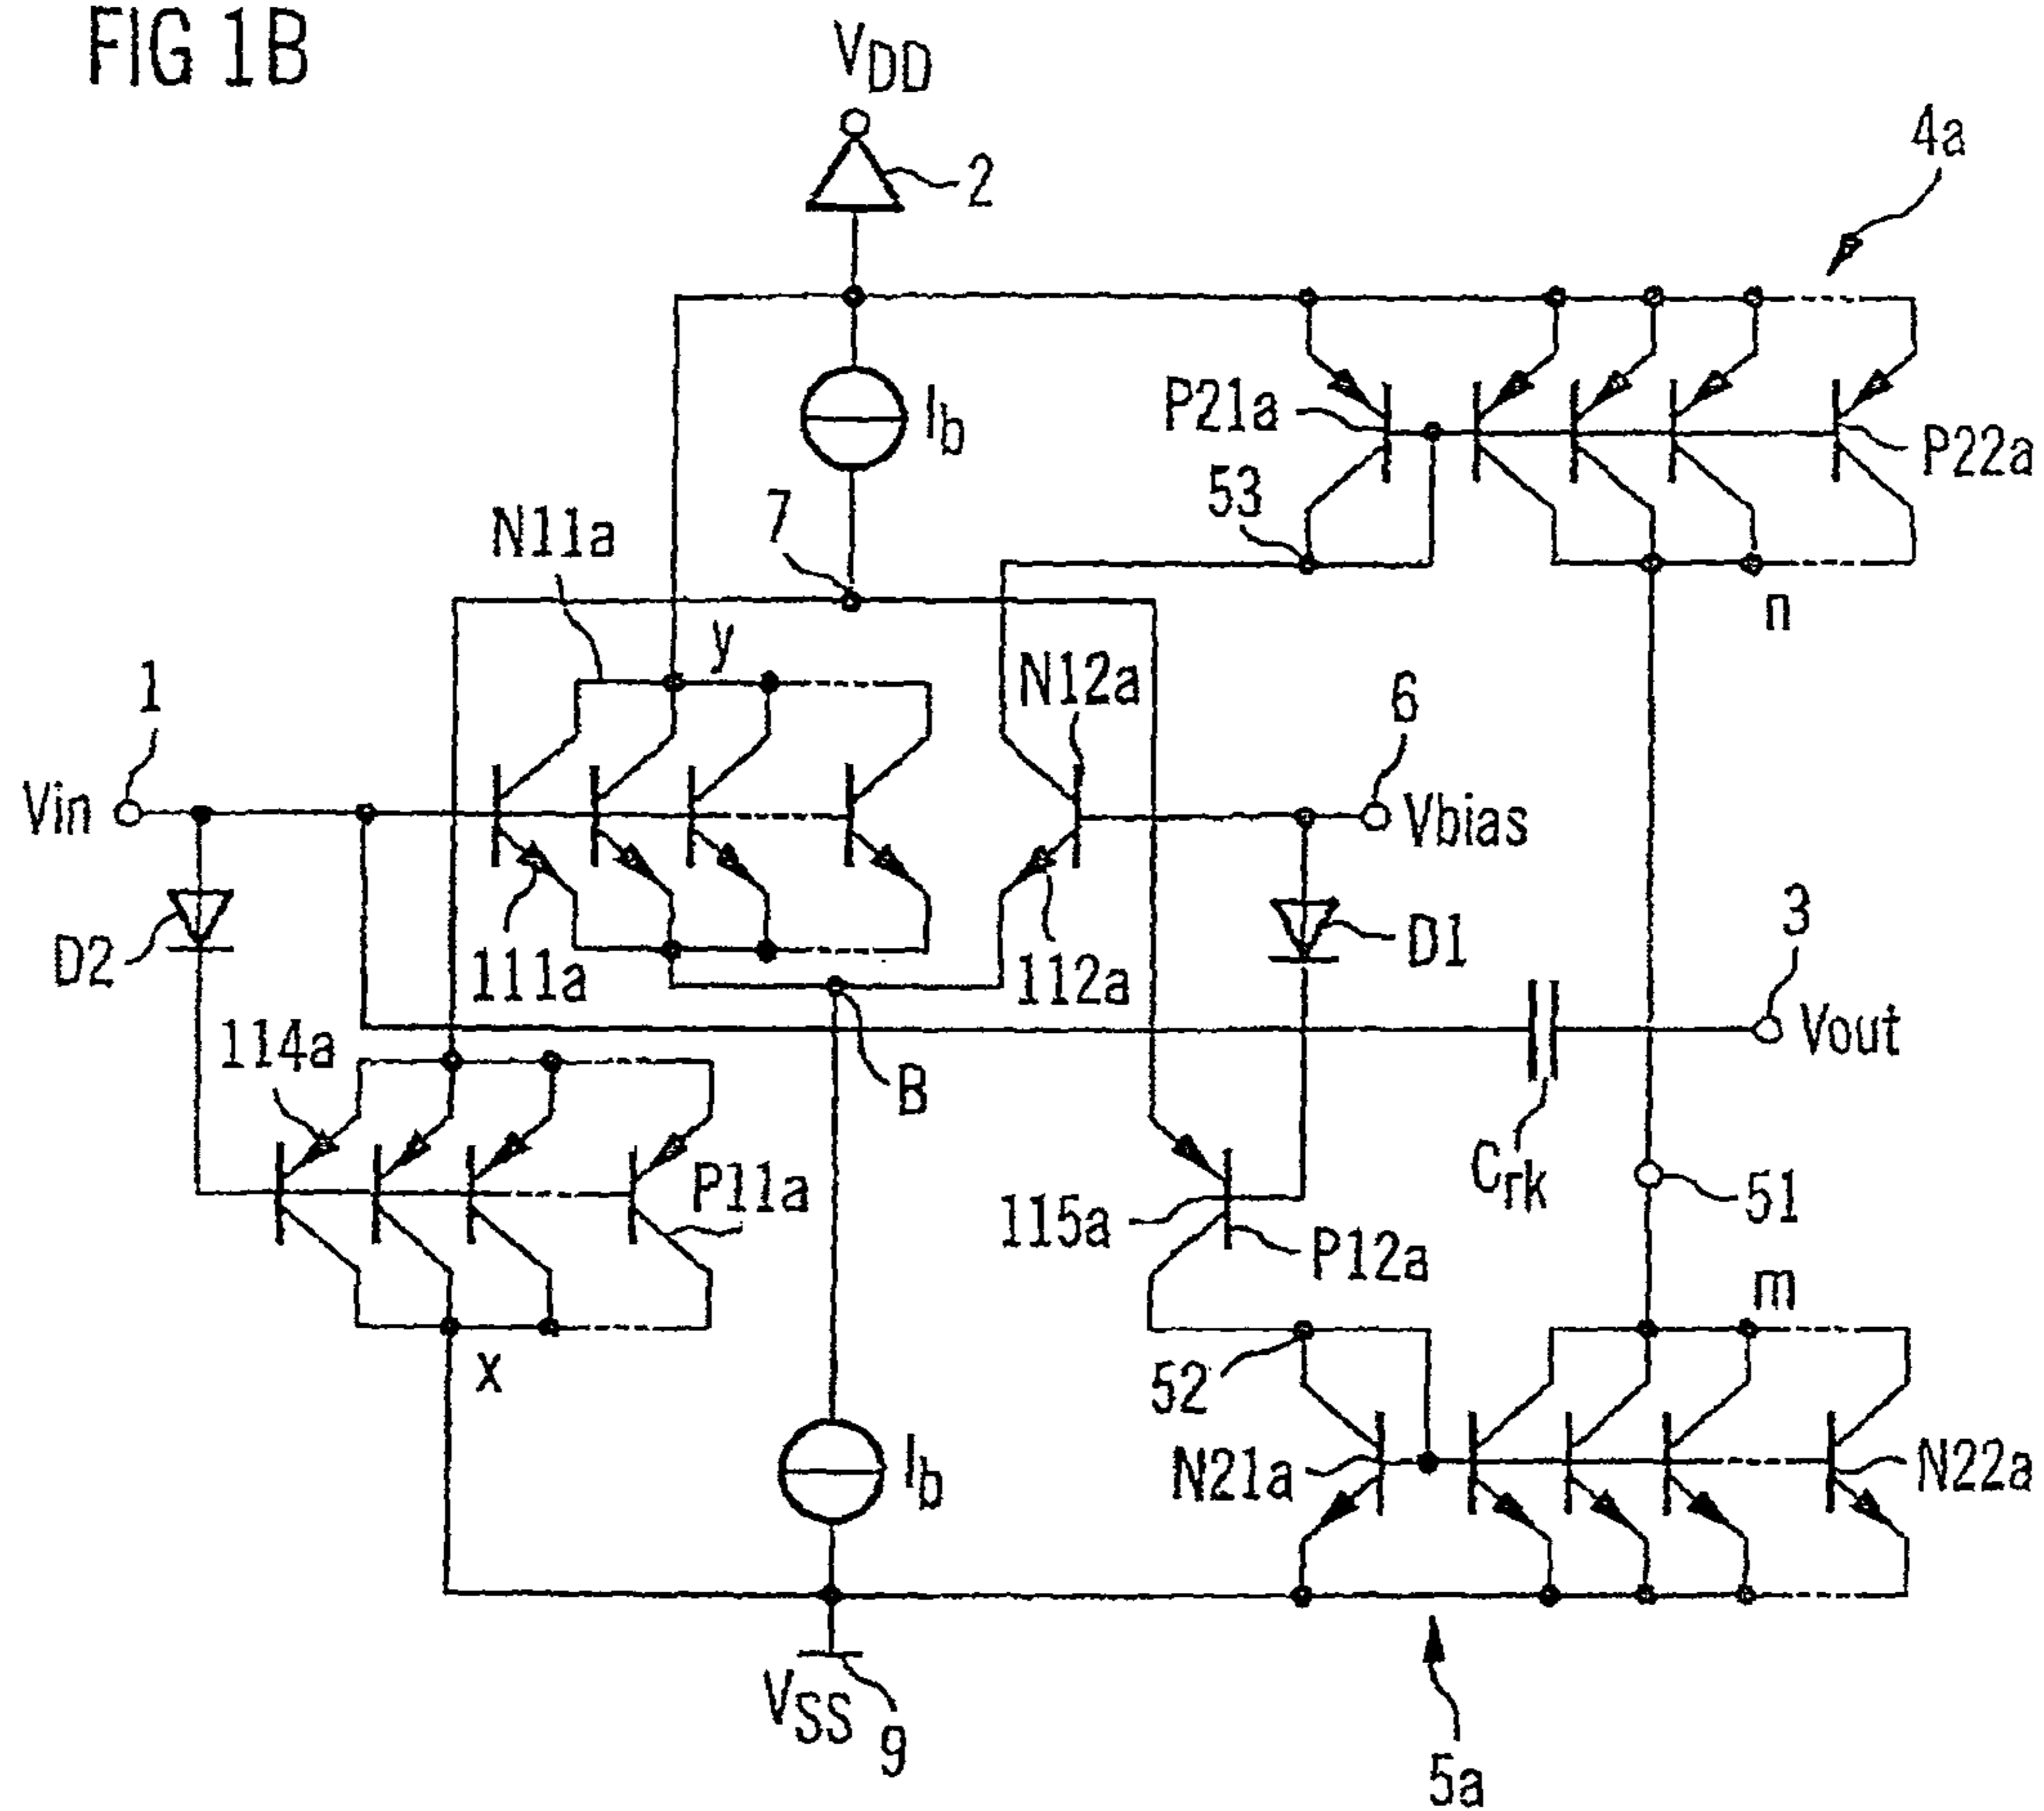 FIG 1B
VDD
2
4a
Ib
P21a
P22a
53
7
N11a
n
y
N12a
1
6
Vin
Vbias
D2
111a
112a
D1
3
114a
B
Vout
Crk
P11a
115a
P12a
51
m
x
52
Ib
N21a
N22a
VSS
9
5a